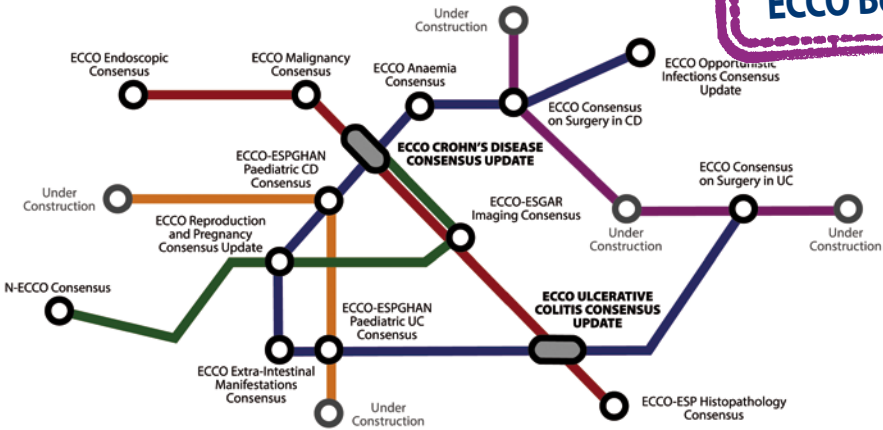 ECCO B
Under
Construction
ECCO Endoscopic
Consensus
ECCO Malignancy
Consensus
ECCO Anaemia
Consensus
ECCO Opportunistic
Infections Consensus
Update
ECCO Consensus
on Surgery in CD
ECCO CROHN'S DISEASE
CONSENSUS UPDATE
ECCO-ESPGHAN
Paediatric CD
Consensus
ECCO Consensus
on Surgery in UC
Under
Construction
ECCO-ESGAR
Imaging Consensus
ECCO Reproduction
and Pregnancy
Consensus Update
Under
Construction
Under
Construction
N-ECCO Consensus
ECCO ULCERATIVE
COLITIS CONSENSUS
UPDATE
ECCO-ESPGHAN
Paediatric UC
Consensus
ECCO Extra-Intestinal
Manifestations
Consensus
Under
Construction
ECCO-ESP Histopathology
Consensus